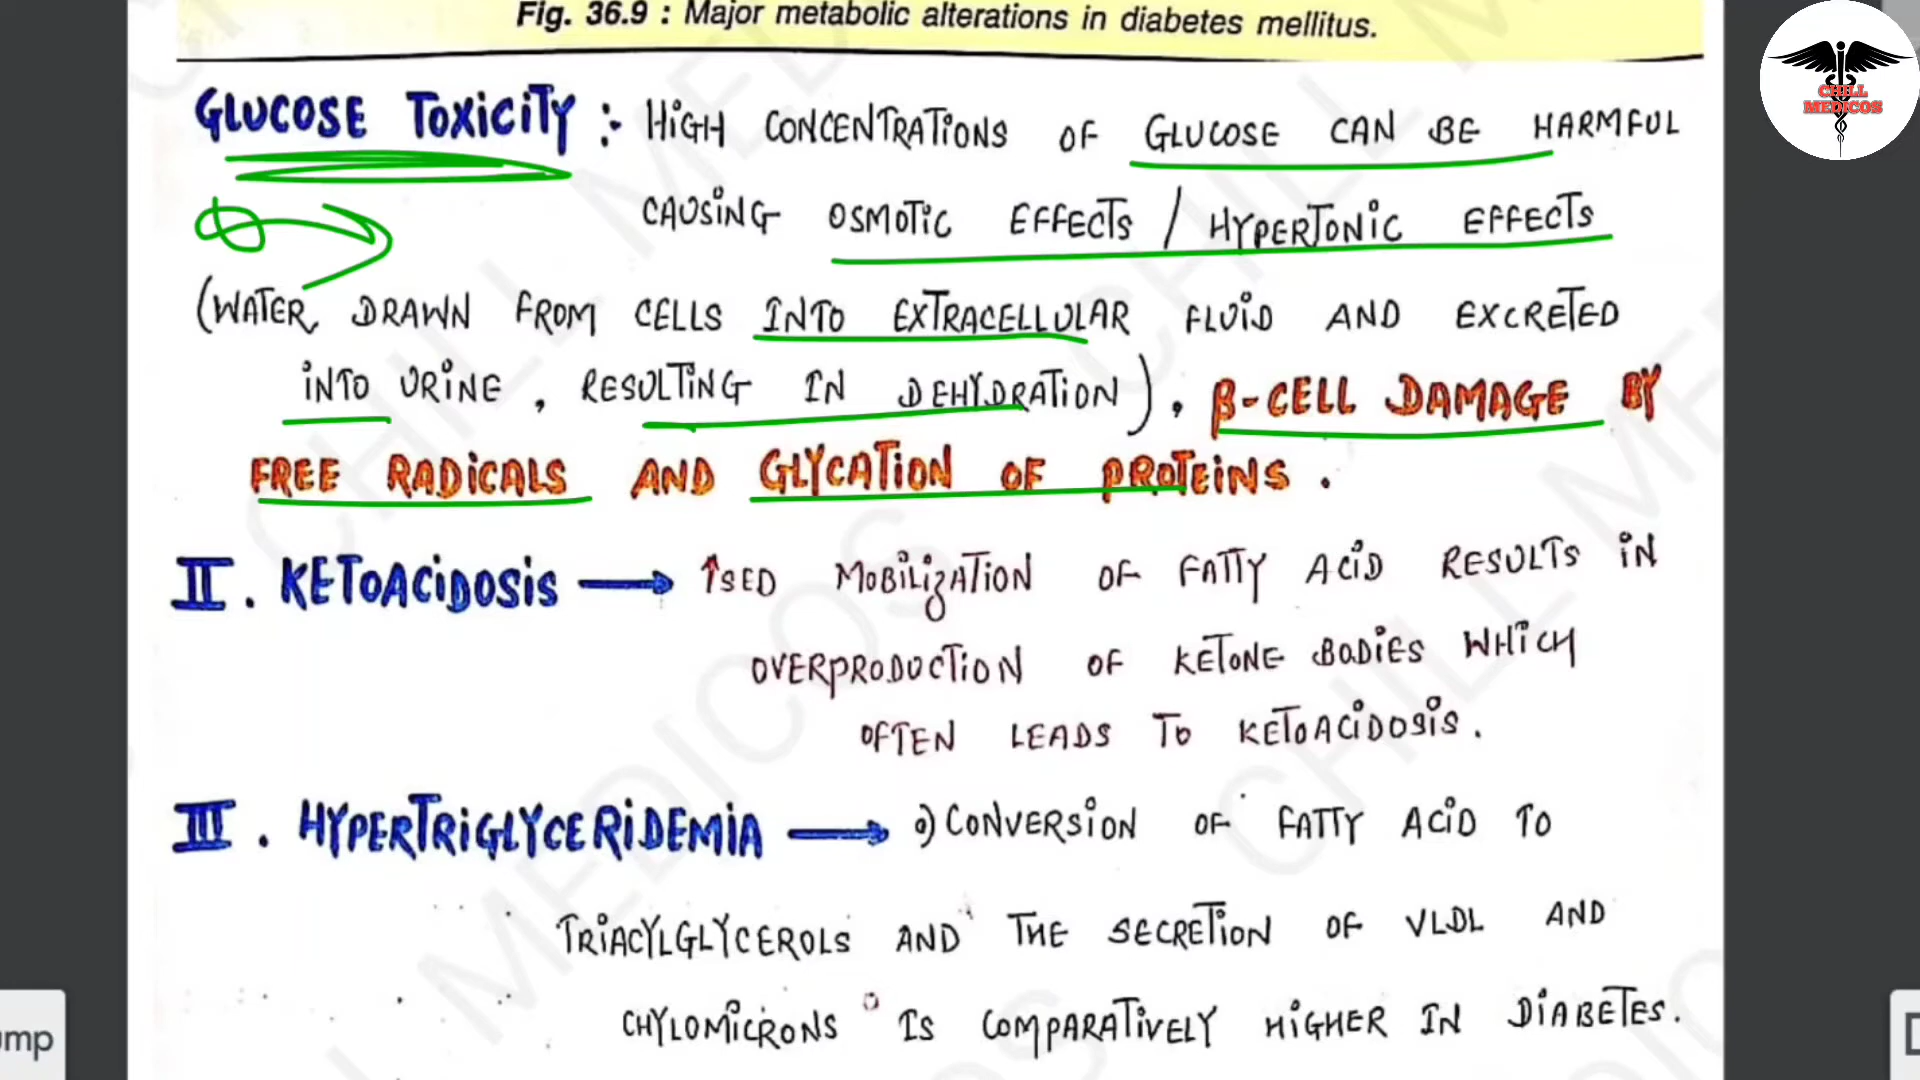 Fig. 36.9 : Major metabolic alterations in diabetes mellitus.
CHILL
MEDICOS
GLUCOSE TOXICITY :- HIGH CONCENTRATIONS OF GLUCOSE CAN BE HARMFUL
CAUSING OSMOTIC EFFECTS / HYPERTONIC EFFECTS
(WATER DRAWN FROM CELLS INTO EXTRACELLULAR FLUID AND EXCRETED
INTO URINE, RESULTING IN DEHYDRATION), β-CELL DAMAGE BY
FREE RADICALS AND GLYCATION OF PROTEINS.
II. KETOACIDOSIS → ↑SED MOBILIZATION OF FATTY ACID RESULTS IN
OVERPRODUCTION OF KETONE BODIES WHICH
OFTEN LEADS TO KETOACIDOSIS.
III. HYPERTRIGLYCERIDEMIA → o) CONVERSION OF FATTY ACID TO
TRIACYLGLYCEROLS AND THE SECRETION OF VLDL AND
CHYLOMICRONS IS COMPARATIVELY HIGHER IN DIABETES.
ump
CHILL MEDICOS